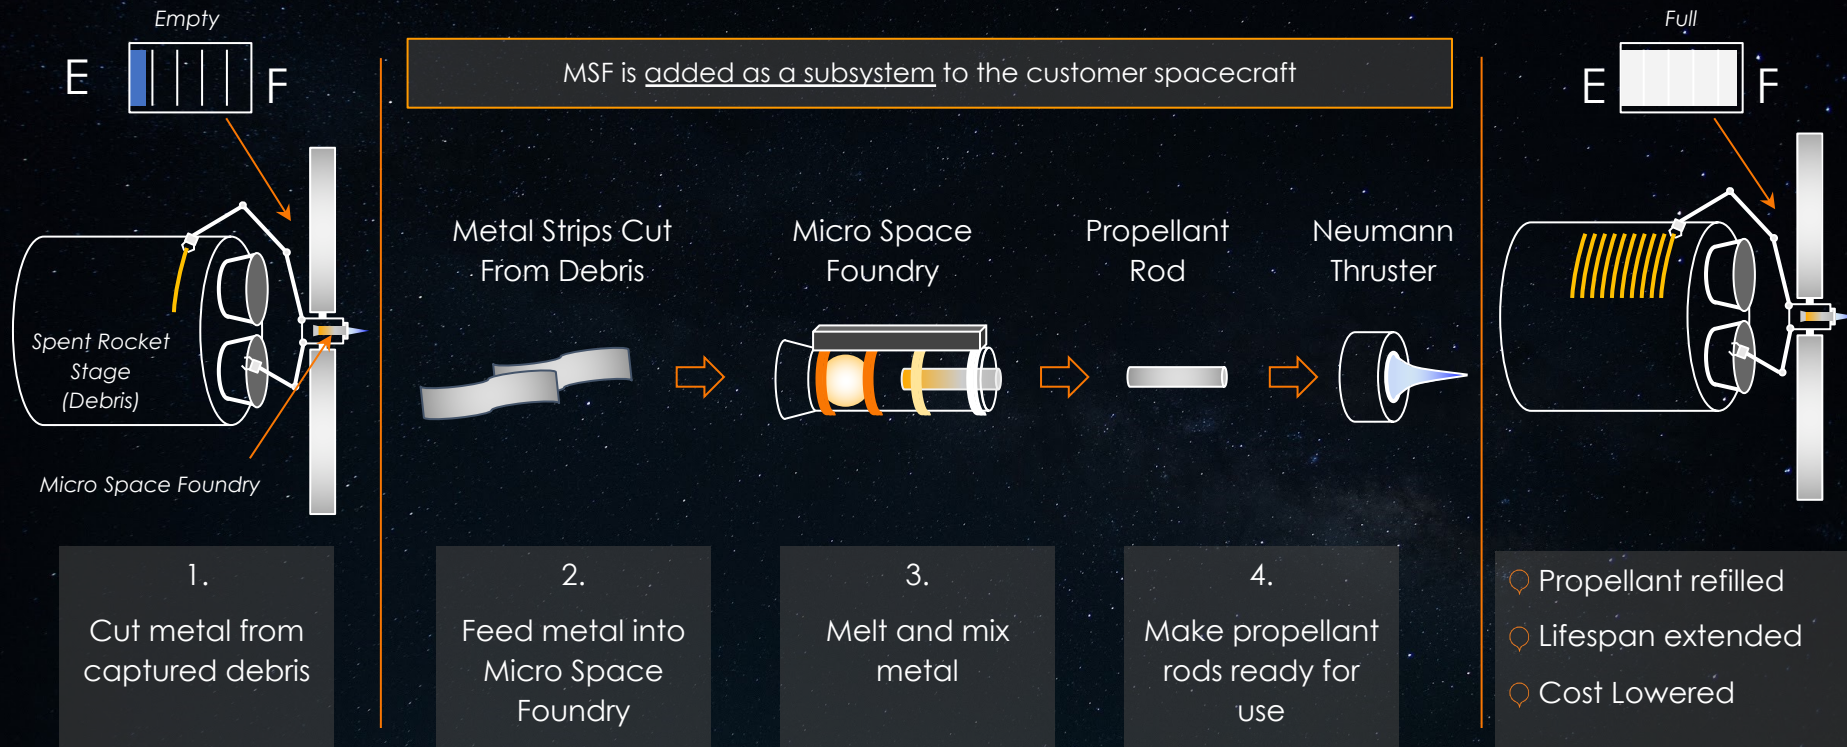 Empty
E
F
Spent Rocket
Stage
(Debris)
Micro Space Foundry
1.
Cut metal from
captured debris
MSF is added as a subsystem to the customer spacecraft
Metal Strips Cut
From Debris
Micro Space
Foundry
Propellant
Rod
Neumann
Thruster
2.
Feed metal into
Micro Space
Foundry
3.
Melt and mix
metal
4.
Make propellant
rods ready for
use
Full
E
F
Propellant refilled
Lifespan extended
Cost Lowered